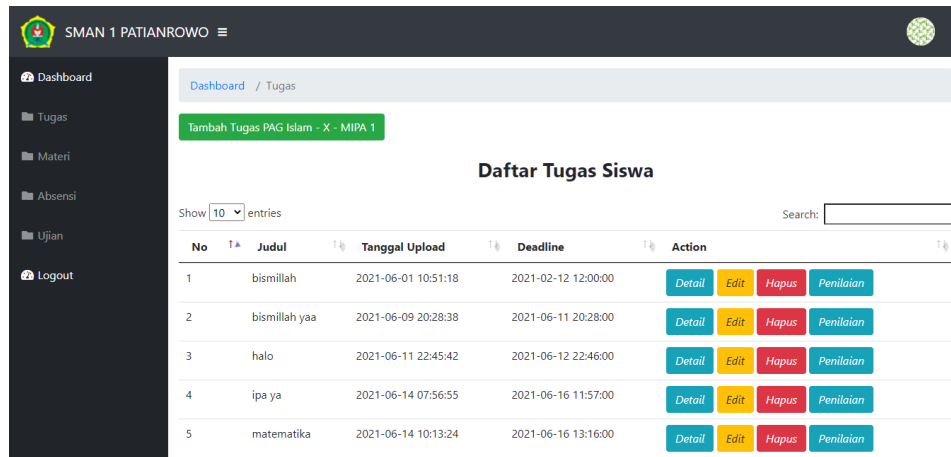 SMAN 1 PATIANROWO
Dashboard
Tugas
Materi
Absensi
Ujian
Logout
Dashboard / Tugas
Tambah Tugas PAG Islam - X - MIPA 1
Daftar Tugas Siswa
Show 10 entries
Search:
No Judul Tanggal Upload Deadline Action
1 bismillah 2021-06-01 10:51:18 2021-02-12 12:00:00 Detail Edit Hapus Penilaian
2 bismillah yaa 2021-06-09 20:28:38 2021-06-11 20:28:00 Detail Edit Hapus Penilaian
3 halo 2021-06-11 22:45:42 2021-06-12 22:46:00 Detail Edit Hapus Penilaian
4 ipa ya 2021-06-14 07:56:55 2021-06-16 11:57:00 Detail Edit Hapus Penilaian
5 matematika 2021-06-14 10:13:24 2021-06-16 13:16:00 Detail Edit Hapus Penilaian